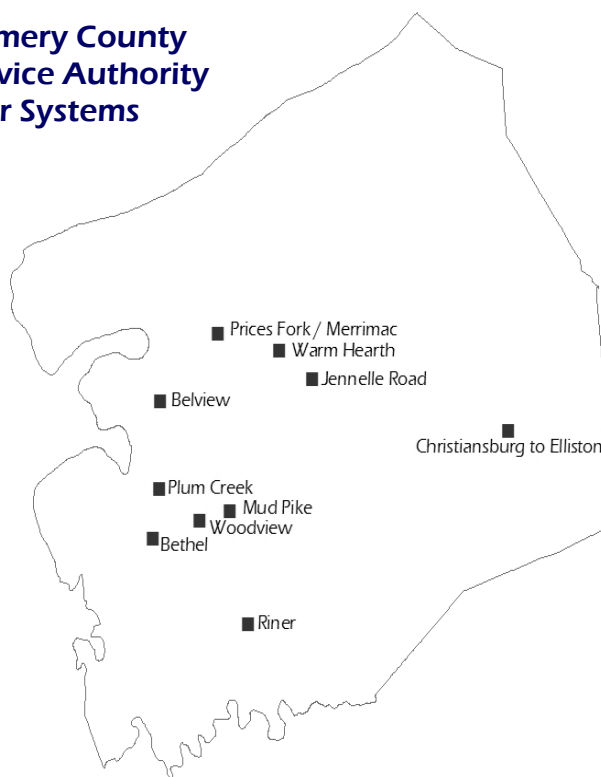 mery County
vice Authority
r Systems
Prices Fork / Merrimac
Warm Hearth
Jennelle Road
Belview
Christiansburg to Elliston
Plum Creek
Mud Pike
Woodview
Bethel
Riner